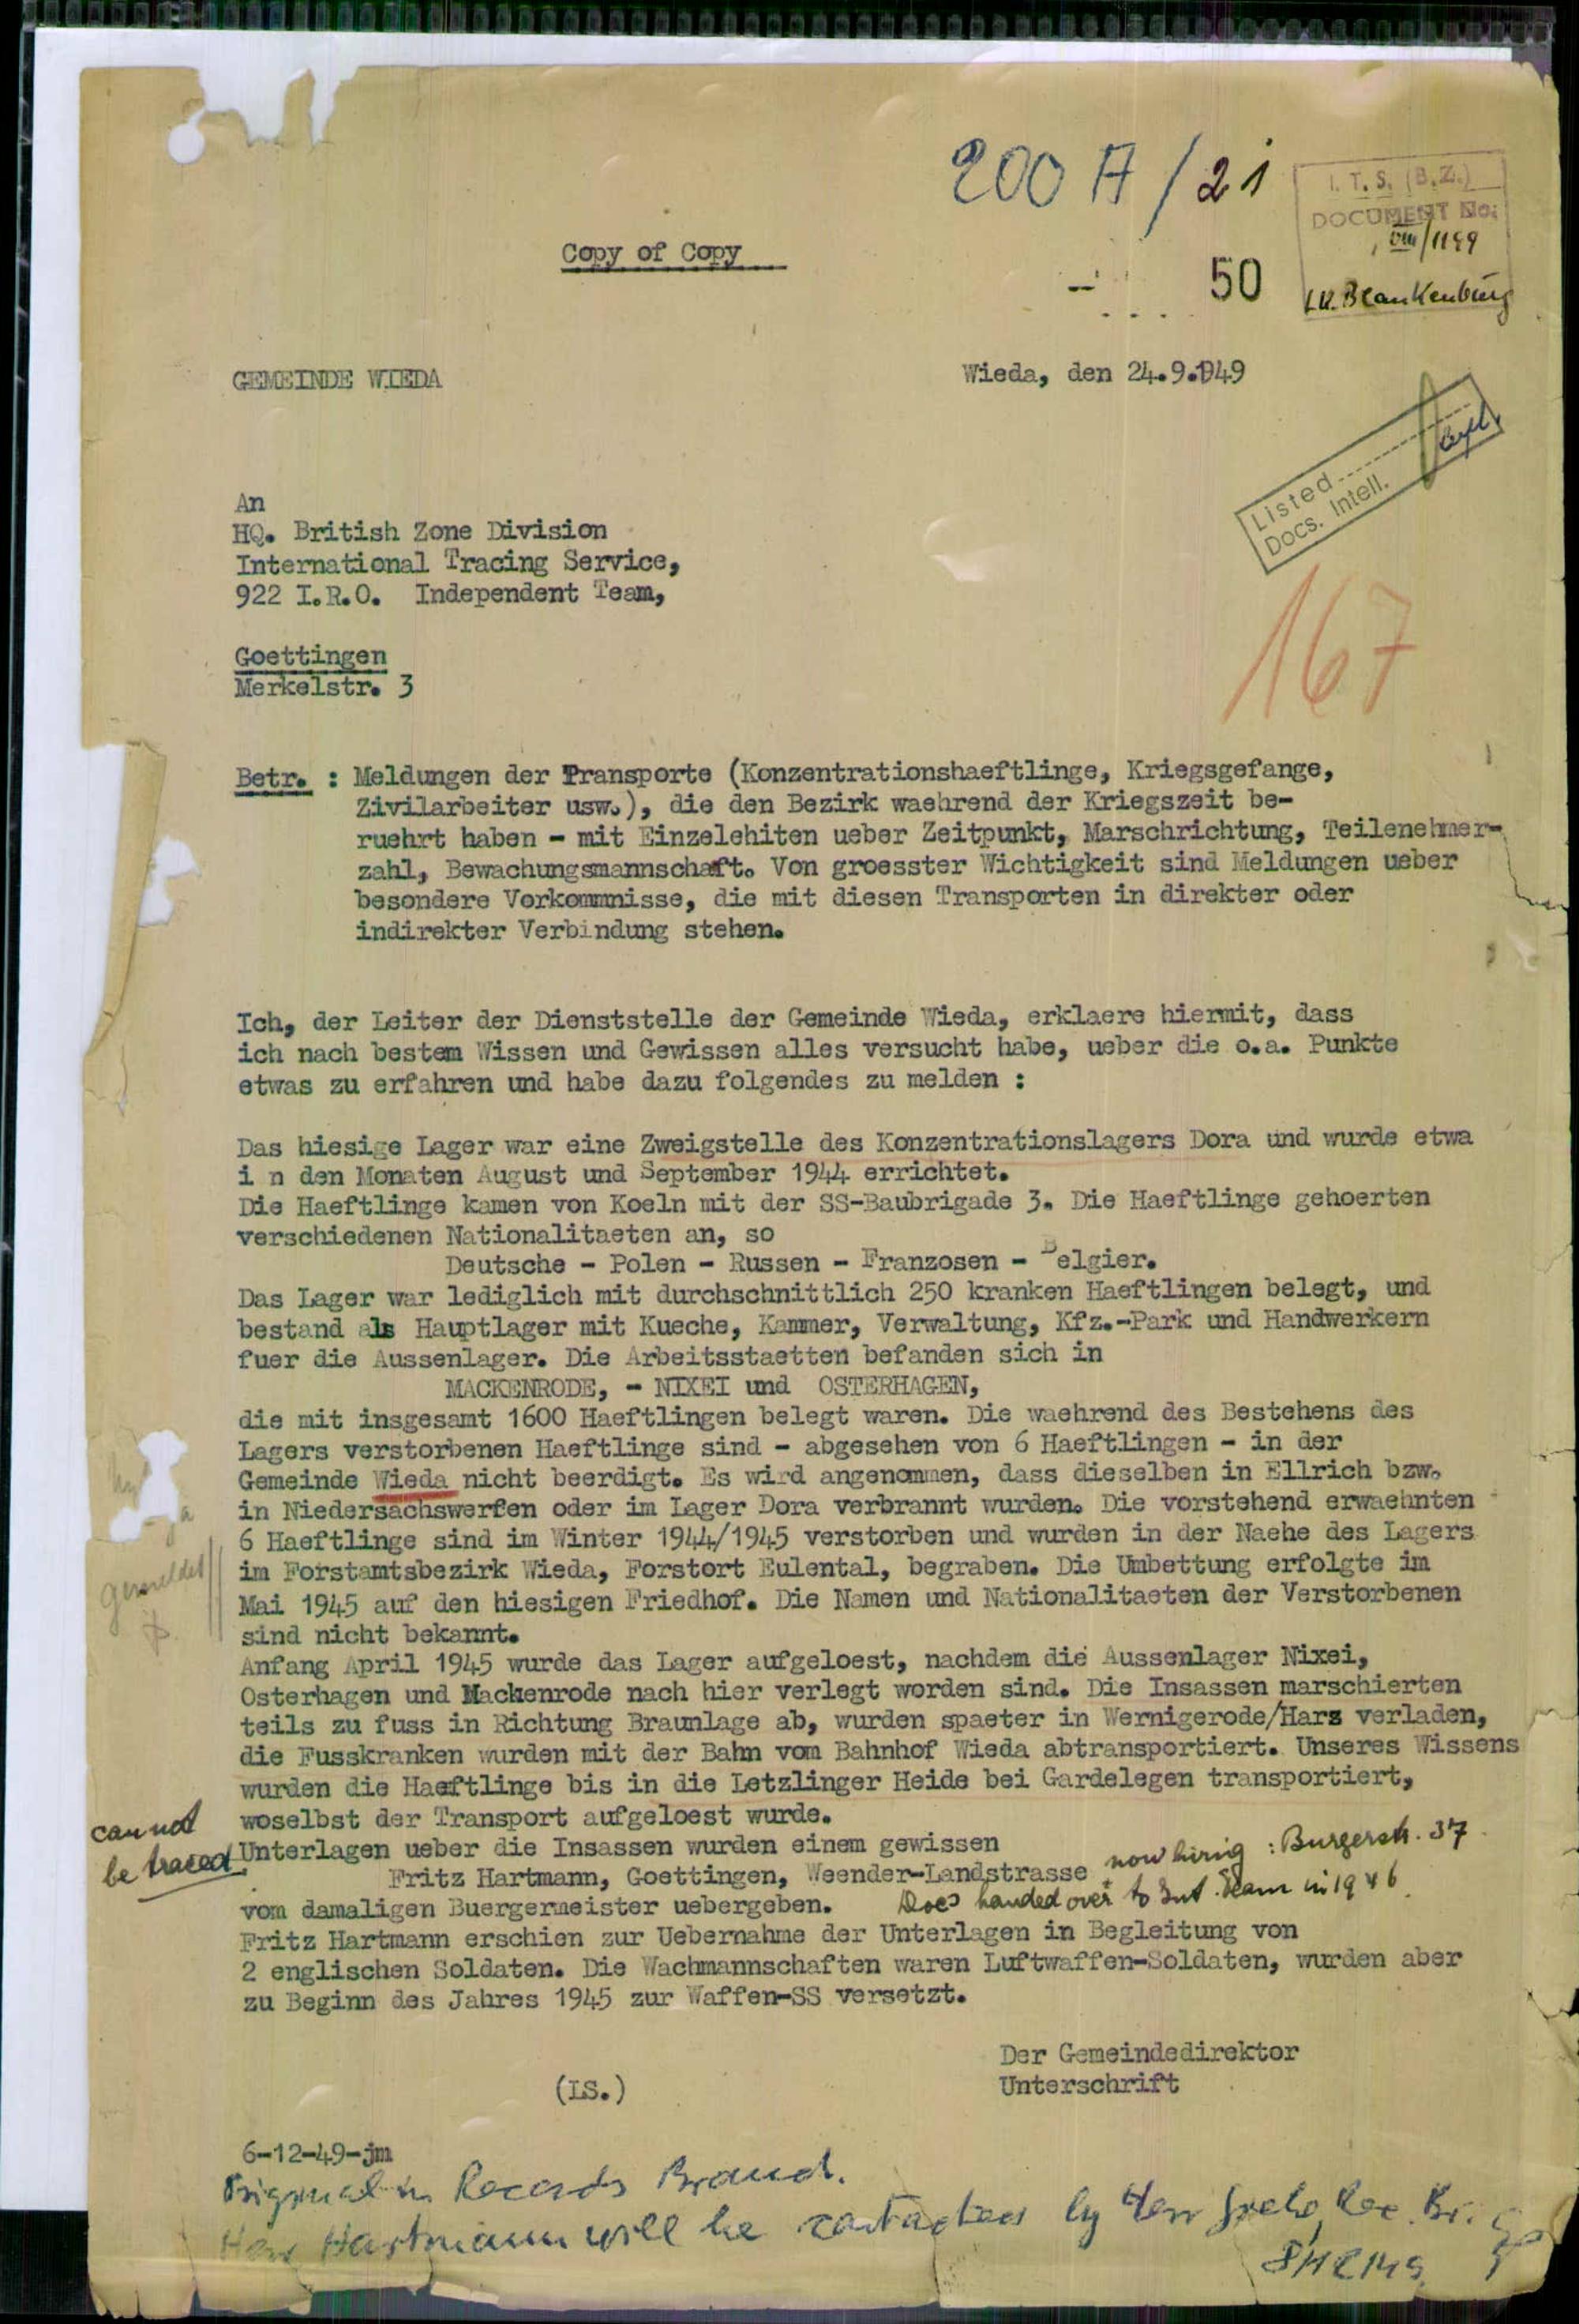 200 A/21
I. T. S. (B.Z.)
DOCUMENT No:
VIII/1199
LK. Blankenburg
Copy of Copy
50
GEMEINDE WIEDA
Wieda, den 24.9.1949
Listed
Docs. Intell.
An
HQ. British Zone Division
International Tracing Service,
922 I.R.O. Independent Team,
167
Goettingen
Merkelstr. 3
Betr. : Meldungen der Transporte (Konzentrationshaeftlinge, Kriegsgefange,
Zivilarbeiter usw.), die den Bezirk waehrend der Kriegszeit be-
ruehrt haben - mit Einzelehiten ueber Zeitpunkt, Marschrichtung, Teilenehmer-
zahl, Bewachungsmannschaft. Von groesster Wichtigkeit sind Meldungen ueber
besondere Vorkommnisse, die mit diesen Transporten in direkter oder
indirekter Verbindung stehen.
Ich, der Leiter der Dienststelle der Gemeinde Wieda, erklaere hiermit, dass
ich nach bestem Wissen und Gewissen alles versucht habe, ueber die o.a. Punkte
etwas zu erfahren und habe dazu folgendes zu melden :
Das hiesige Lager war eine Zweigstelle des Konzentrationslagers Dora und wurde etwa
i n den Monaten August und September 1944 errichtet.
Die Haeftlinge kamen von Koeln mit der SS-Baubrigade 3. Die Haeftlinge gehoerten
verschiedenen Nationalitaeten an, so
Deutsche - Polen - Russen - Franzosen - Belgier.
Das Lager war lediglich mit durchschnittlich 250 kranken Haeftlingen belegt, und
bestand als Hauptlager mit Kueche, Kammer, Verwaltung, Kfz.-Park und Handwerkern
fuer die Aussenlager. Die Arbeitsstaetten befanden sich in
MACKENRODE, - NIXEI und OSTERHAGEN,
die mit insgesamt 1600 Haeftlingen belegt waren. Die waehrend des Bestehens des
Lagers verstorbenen Haeftlinge sind - abgesehen von 6 Haeftlingen - in der
Gemeinde Wieda nicht beerdigt. Es wird angenommen, dass dieselben in Ellrich bzw.
in Niedersachswerfen oder im Lager Dora verbrannt wurden. Die vorstehend erwaehnten
6 Haeftlinge sind im Winter 1944/1945 verstorben und wurden in der Naehe des Lagers
im Forstamtsbezirk Wieda, Forstort Eulental, begraben. Die Umbettung erfolgte im
gemeldet
Mai 1945 auf den hiesigen Friedhof. Die Namen und Nationalitaeten der Verstorbenen
sind nicht bekannt.
Anfang April 1945 wurde das Lager aufgeloest, nachdem die Aussenlager Nixei,
Osterhagen und Mackenrode nach hier verlegt worden sind. Die Insassen marschierten
teils zu fuss in Richtung Braunlage ab, wurden spaeter in Wernigerode/Harz verladen,
die Fusskranken wurden mit der Bahn vom Bahnhof Wieda abtransportiert. Unseres Wissens
wurden die Haeftlinge bis in die Letzlinger Heide bei Gardelegen transportiert,
woselbst der Transport aufgeloest wurde.
cannot
be traced
Unterlagen ueber die Insassen wurden einem gewissen
Fritz Hartmann, Goettingen, Weender-Landstrasse now living : Burgerstr. 37
vom damaligen Buergermeister uebergeben. Docs handed over to Int. Team in 1946.
Fritz Hartmann erschien zur Uebernahme der Unterlagen in Begleitung von
2 englischen Soldaten. Die Wachmannschaften waren Luftwaffen-Soldaten, wurden aber
zu Beginn des Jahres 1945 zur Waffen-SS versetzt.
Der Gemeindedirektor
(LS.)
Unterschrift
6-12-49-jm
Original in Records Branch.
Herr Hartmann will be contacted by Herr Rec. Br.